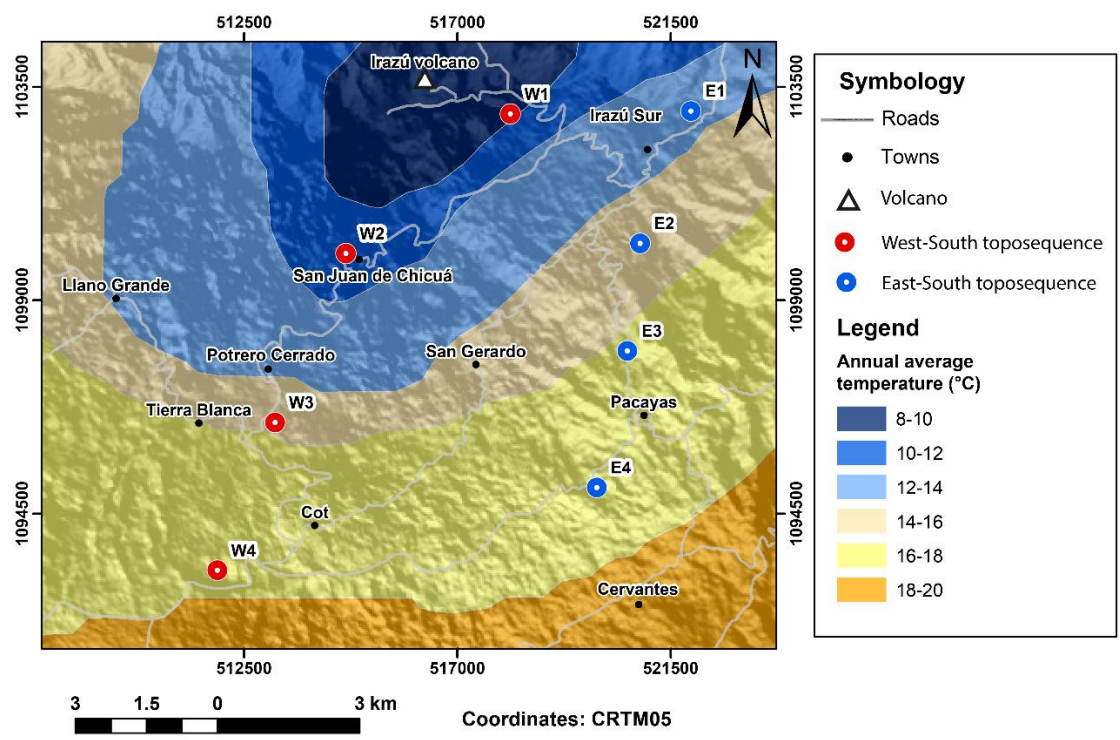 512500 517000 521500
Irazú volcano
N
1103500
W1
E1
Irazú Sur
1103500
W2
E2
San Juan de Chicuá
Llano Grande
1099000
1099000
E3
San Gerardo
Potrero Cerrado
Tierra Blanca
W3
Pacayas
E4
Cot
1094500
1094500
W4
Cervantes
512500 517000 521500
3 1.5 0 3 km
Coordinates: CRTM05
Symbology
Roads
Towns
Volcano
West-South toposequence
East-South toposequence
Legend
Annual average
temperature (°C)
8-10
10-12
12-14
14-16
16-18
18-20